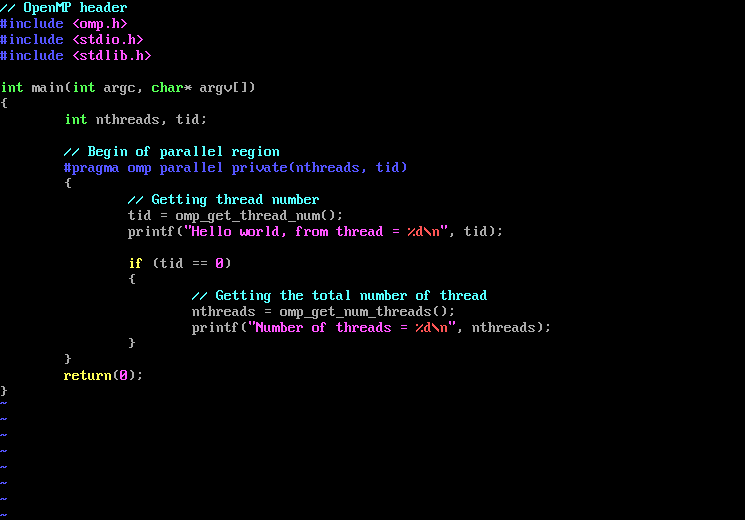 // OpenMP header
#include <omp.h>
#include <stdio.h>
#include <stdlib.h>

int main(int argc, char* argv[])
{
        int nthreads, tid;

        // Begin of parallel region
        #pragma omp parallel private(nthreads, tid)
        {
                // Getting thread number
                tid = omp_get_thread_num();
                printf("Hello world, from thread = %d\n", tid);

                if (tid == 0)
                {
                        // Getting the total number of thread
                        nthreads = omp_get_num_threads();
                        printf("Number of threads = %d\n", nthreads);
                }
        }
        return(0);
}
~
~
~
~
~
~
~
~